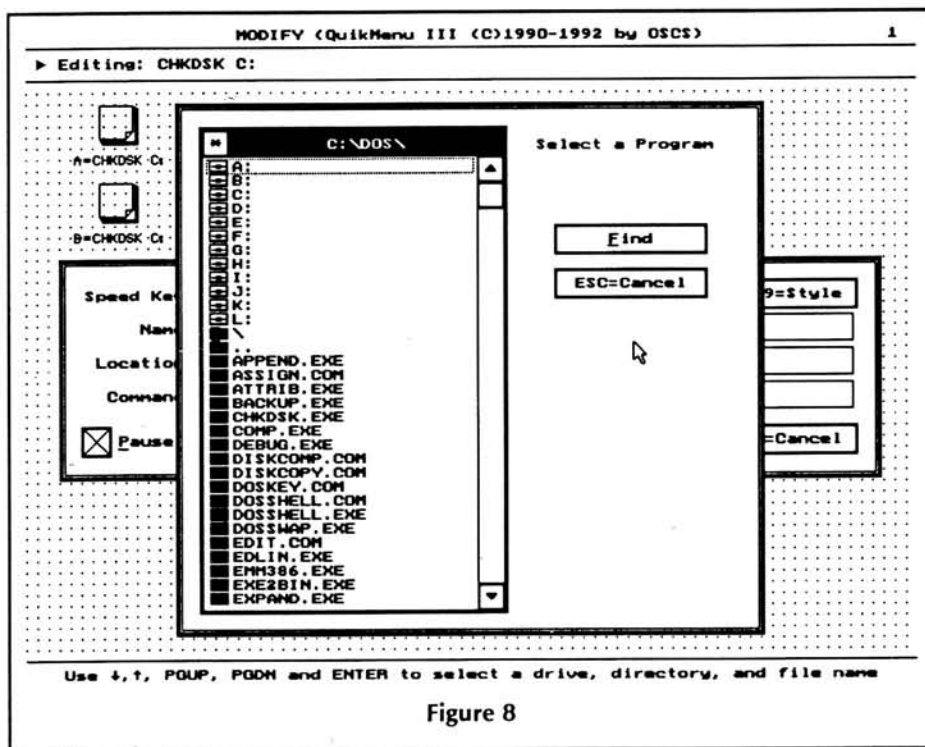 MODIFY (QuikMenu III (C)1990-1992 by OSCS) 1
► Editing: CHKDSK C:
A=CHKDSK C:
B=CHKDSK C:
C:\DOS\
Select a Program
A:
B:
C:
D:
E:
F:
G:
H:
I:
J:
K:
L:
\
..
APPEND.EXE
ASSIGN.COM
ATTRIB.EXE
BACKUP.EXE
CHKDSK.EXE
COMP.EXE
DEBUG.EXE
DISKCOMP.COM
DISKCOPY.COM
DOSKEY.COM
DOSSHELL.COM
DOSSHELL.EXE
DOSSWAP.EXE
EDIT.COM
EDLIN.EXE
EMM386.EXE
EXE2BIN.EXE
EXPAND.EXE
Find
ESC=Cancel
Speed Ke
Name
Location
Comman
Pause
9=Style
=Cancel
Use ↓,↑, PGUP, PGDN and ENTER to select a drive, directory, and file name
Figure 8